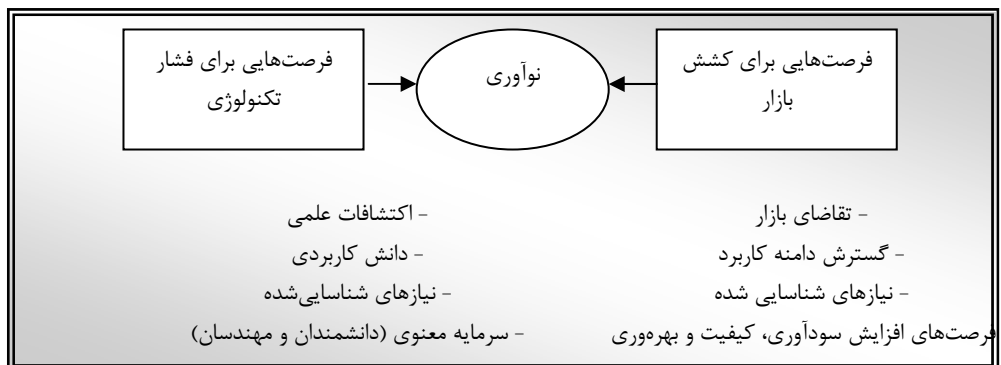 فرصت‌هایی برای کشش
بازار
نوآوری
فرصت‌هایی برای فشار
تکنولوژی
- تقاضای بازار
- گسترش دامنه کاربرد
- نیازهای شناسایی شده
فرصت‌های افزایش سودآوری، کیفیت و بهره‌وری
- اکتشافات علمی
- دانش کاربردی
- نیازهای شناسایی‌شده
- سرمایه معنوی (دانشمندان و مهندسان)